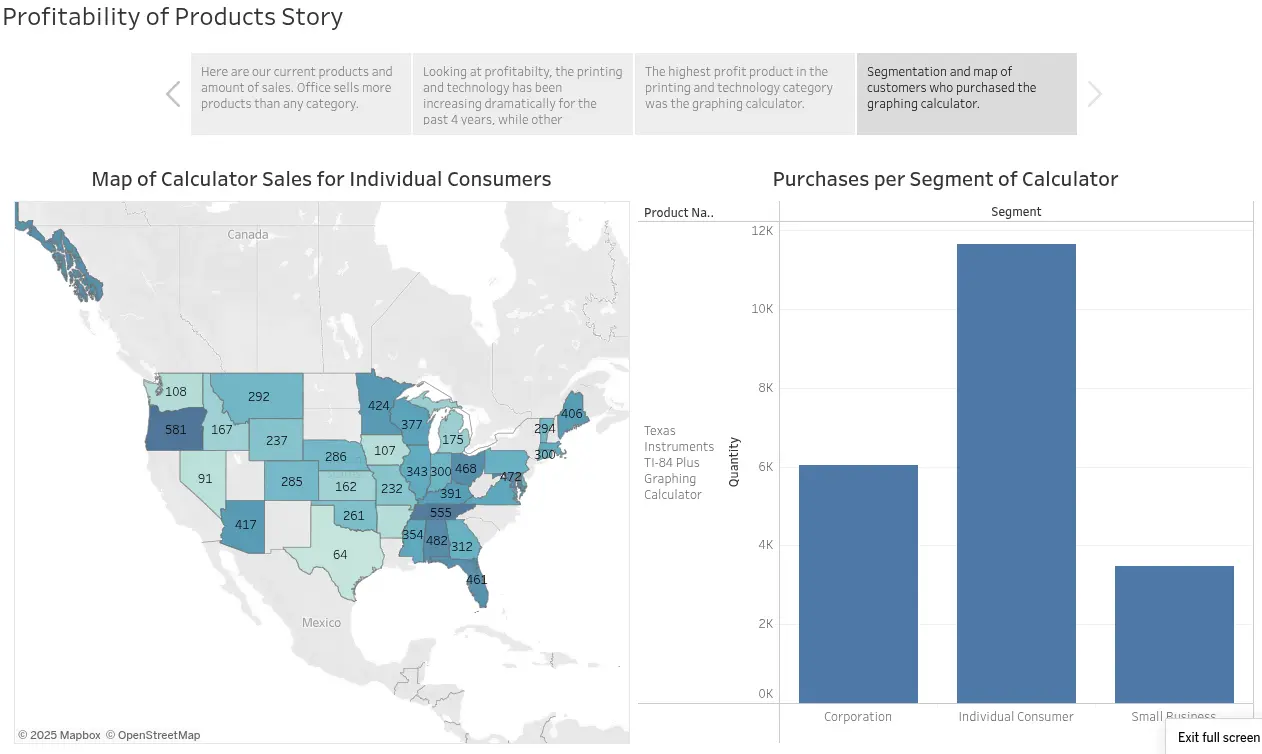 Profitability of Products Story
Here are our current products and
amount of sales. Office sells more
products than any category.
Looking at profitabilty, the printing
and technology has been
increasing dramatically for the
past 4 years, while other
The highest profit product in the
printing and technology category
was the graphing calculator.
Segmentation and map of
customers who purchased the
graphing calculator.
Map of Calculator Sales for Individual Consumers
Canada
108
292
424
406
581
167
377
294
237
175
300
286
107
91
285
343
300
468
472
162
232
391
417
261
555
354
482
312
64
461
Mexico
© 2025 Mapbox © OpenStreetMap
Purchases per Segment of Calculator
Product Na..
Segment
12K
10K
8K
6K
4K
2K
0K
Texas
Instruments
TI-84 Plus
Graphing
Calculator
Quantity
Corporation
Individual Consumer
Small Business
Exit full screen